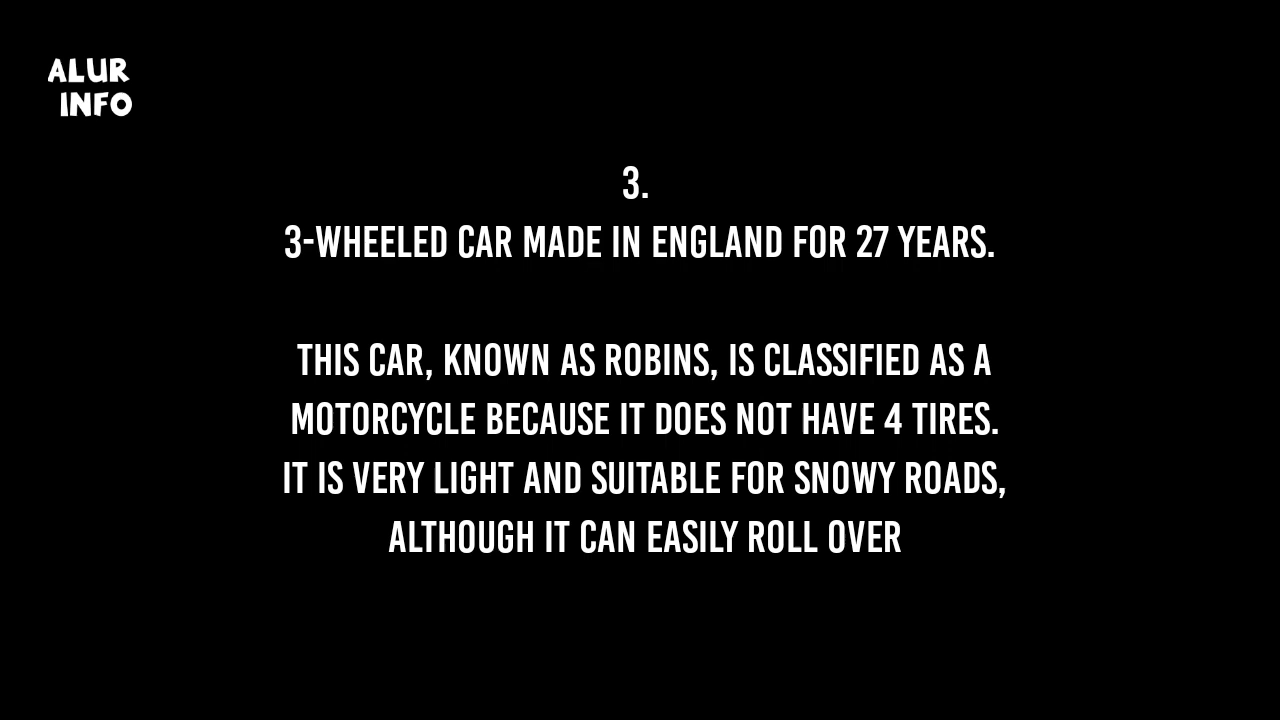 ALUR
INFO
3.
3-WHEELED CAR MADE IN ENGLAND FOR 27 YEARS.
THIS CAR, KNOWN AS ROBINS, IS CLASSIFIED AS A
MOTORCYCLE BECAUSE IT DOES NOT HAVE 4 TIRES.
IT IS VERY LIGHT AND SUITABLE FOR SNOWY ROADS,
ALTHOUGH IT CAN EASILY ROLL OVER